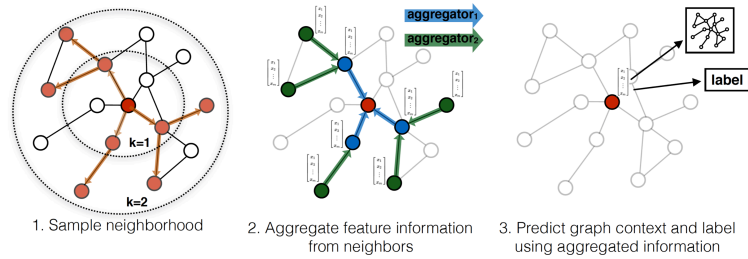 aggregator₁
aggregator₂
label
k=1
k=2
1. Sample neighborhood
2. Aggregate feature information
from neighbors
3. Predict graph context and label
using aggregated information